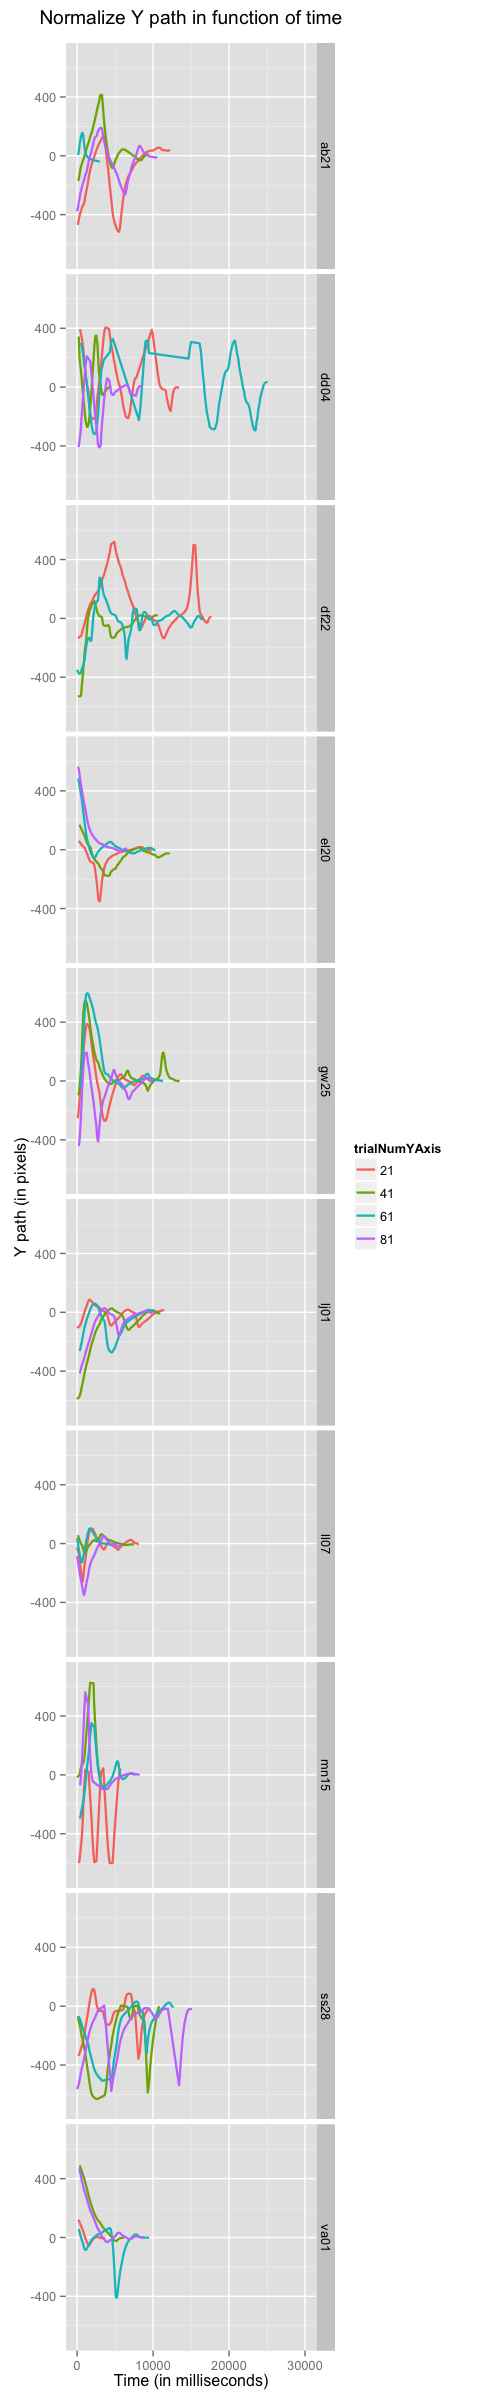 Normalize Y path in function of time
400
0
-400
ab21
400
0
-400
dd04
400
0
-400
df22
400
0
-400
el20
400
0
-400
gw25
Y path (in pixels)
trialNumYAxis
21
41
61
81
400
0
-400
lj01
400
0
-400
ll07
400
0
-400
mn15
400
0
-400
ss28
400
0
-400
va01
0 10000 20000 30000
Time (in milliseconds)